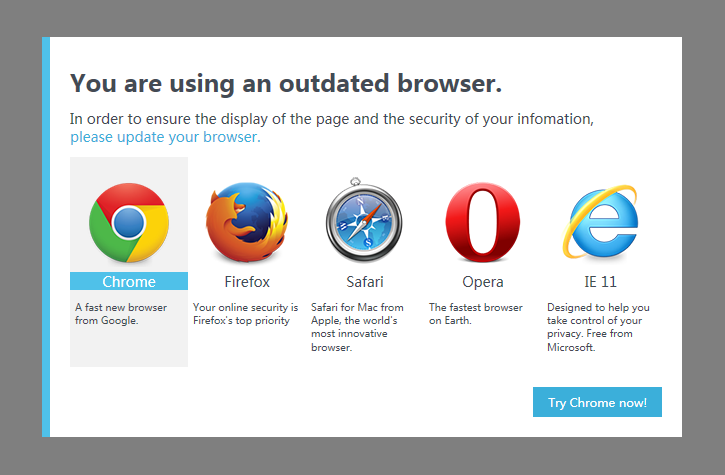 You are using an outdated browser.
In order to ensure the display of the page and the security of your infomation,
please update your browser.
Chrome
A fast new browser
from Google.
Firefox
Your online security is
Firefox's top priority
Safari
Safari for Mac from
Apple, the world's
most innovative
browser.
Opera
The fastest browser
on Earth.
IE 11
Designed to help you
take control of your
privacy. Free from
Microsoft.
Try Chrome now!